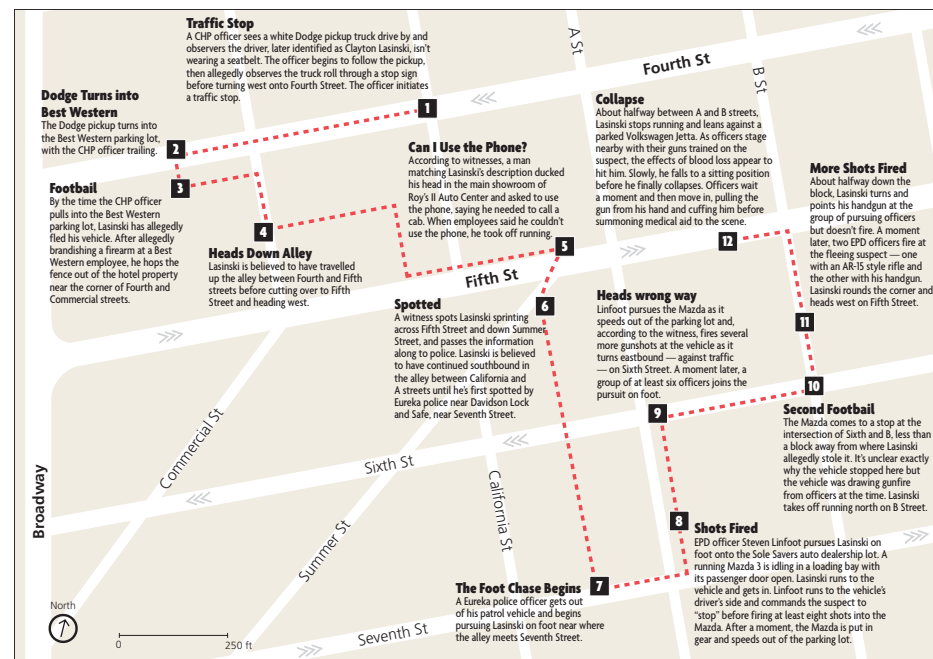 Traffic Stop
A CHP officer sees a white Dodge pickup truck drive by and
observes the driver, later identified as Clayton Lasinski, isn't
wearing a seatbelt. The officer begins to follow the pickup,
then allegedly observes the truck roll through a stop sign
before turning west onto Fourth Street. The officer initiates
a traffic stop.
A St
Fourth St
B St
Dodge Turns into
Best Western
The Dodge pickup turns into
the Best Western parking lot,
with the CHP officer trailing.
1
2
3
Footbail
By the time the CHP officer
pulls into the Best Western
parking lot, Lasinski has allegedly
fled his vehicle. After allegedly
brandishing a firearm at a Best
Western employee, he hops the
fence out of the hotel property
near the corner of Fourth and
Commercial streets.
4
Heads Down Alley
Lasinski is believed to have travelled
up the alley between Fourth and Fifth
streets before cutting over to Fifth
Street and heading west.
Can I Use the Phone?
According to witnesses, a man
matching Lasinski's description ducked
his head in the main showroom of
Roy's II Auto Center and asked to use
the phone, saying he needed to call a
cab. When employees said he couldn't
use the phone, he took off running.
5
Fifth St
Collapse
About halfway between A and B streets,
Lasinski stops running and leans against a
parked Volkswagen Jetta. As officers stage
nearby with their guns trained on the
suspect, the effects of blood loss appear to
hit him. Slowly, he falls to a sitting position
before he finally collapses. Officers wait
a moment and then move in, pulling the
gun from his hand and cuffing him before
summoning medical aid to the scene.
12
More Shots Fired
About halfway down the
block, Lasinski turns and
points his handgun at the
group of pursuing officers
but doesn't fire. A moment
later, two EPD officers fire at
the fleeing suspect — one
with an AR-15 style rifle and
the other with his handgun.
Lasinski rounds the corner and
heads west on Fifth Street.
11
Spotted
A witness spots Lasinski sprinting
across Fifth Street and down Summer
Street, and passes the information
along to police. Lasinski is believed
to have continued southbound in
the alley between California and
A streets until he's first spotted by
Eureka police near Davidson Lock
and Safe, near Seventh Street.
6
Heads wrong way
Linfoot pursues the Mazda as it
speeds out of the parking lot and,
according to the witness, fires several
more gunshots at the vehicle as it
turns eastbound — against traffic
— on Sixth Street. A moment later, a
group of at least six officers joins the
pursuit on foot.
9
10
Second Footbail
The Mazda comes to a stop at the
intersection of Sixth and B, less than
a block away from where Lasinski
allegedly stole it. It's unclear exactly
why the vehicle stopped here but
the vehicle was drawing gunfire
from officers at the time. Lasinski
takes off running north on B Street.
Broadway
Commercial St
Sixth St
Summer St
California St
8
Shots Fired
EPD officer Steven Linfoot pursues Lasinski on
foot onto the Sole Savers auto dealership lot. A
running Mazda 3 is idling in a loading bay with
its passenger door open. Lasinski runs to the
vehicle and gets in. Linfoot runs to the vehicle's
driver's side and commands the suspect to
"stop" before firing at least eight shots into the
Mazda. After a moment, the Mazda is put in
gear and speeds out of the parking lot.
The Foot Chase Begins
A Eureka police officer gets out
of his patrol vehicle and begins
pursuing Lasinski on foot near where
the alley meets Seventh Street.
7
Seventh St
North
0
250 ft